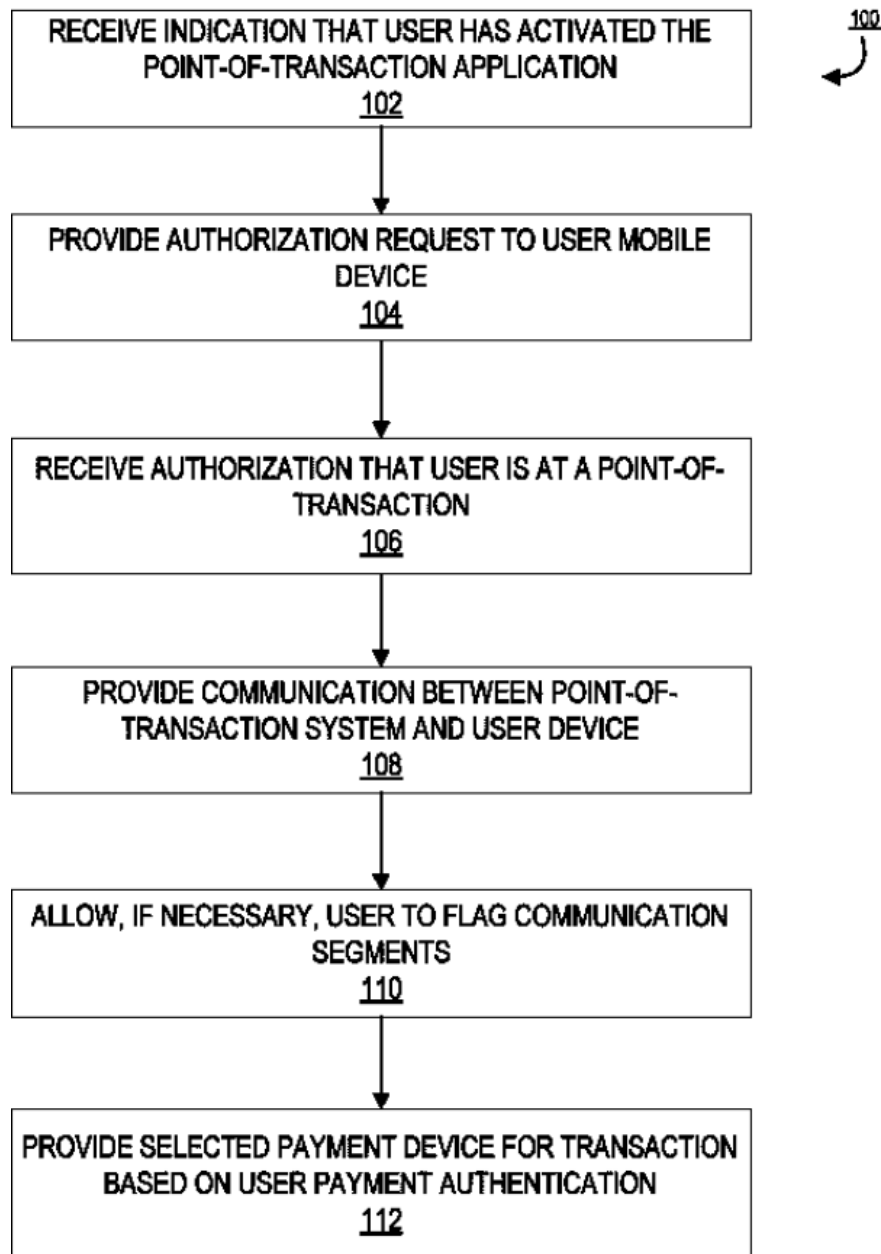 100
RECEIVE INDICATION THAT USER HAS ACTIVATED THE
POINT-OF-TRANSACTION APPLICATION
102
PROVIDE AUTHORIZATION REQUEST TO USER MOBILE
DEVICE
104
RECEIVE AUTHORIZATION THAT USER IS AT A POINT-OF-
TRANSACTION
106
PROVIDE COMMUNICATION BETWEEN POINT-OF-
TRANSACTION SYSTEM AND USER DEVICE
108
ALLOW, IF NECESSARY, USER TO FLAG COMMUNICATION
SEGMENTS
110
PROVIDE SELECTED PAYMENT DEVICE FOR TRANSACTION
BASED ON USER PAYMENT AUTHENTICATION
112